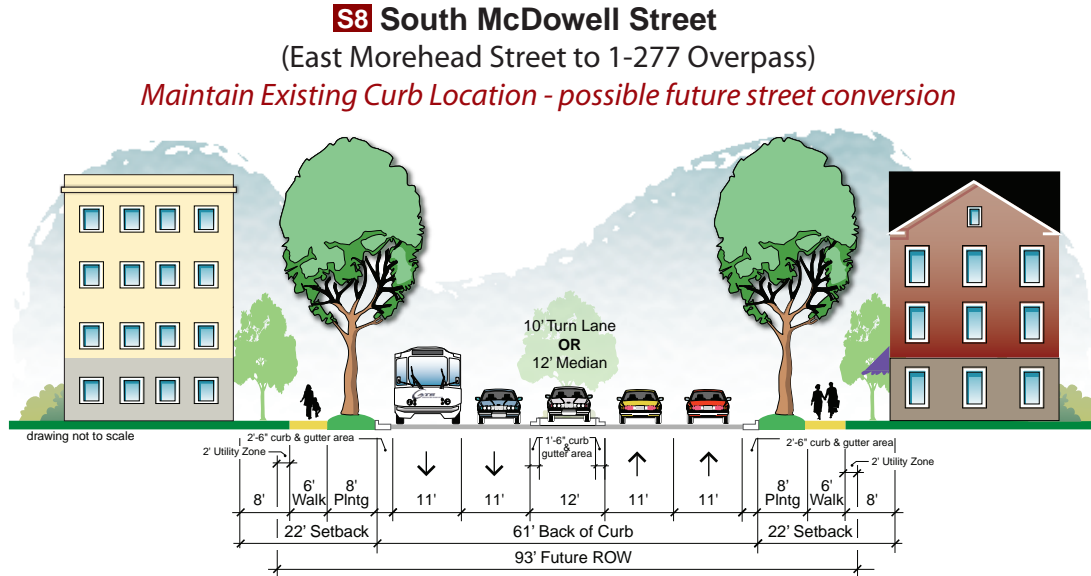 S8 South McDowell Street
(East Morehead Street to 1-277 Overpass)
Maintain Existing Curb Location - possible future street conversion
10' Turn Lane
OR
12' Median
CATS
drawing not to scale
2'-6" curb & gutter area
1'-6" curb
&
gutter area
2'-6" curb & gutter area
2' Utility Zone
2' Utility Zone
8'
6'
Walk
8'
Plntg
11'
11'
12'
11'
11'
8'
Plntg
6'
Walk
8'
22' Setback
61' Back of Curb
22' Setback
93' Future ROW